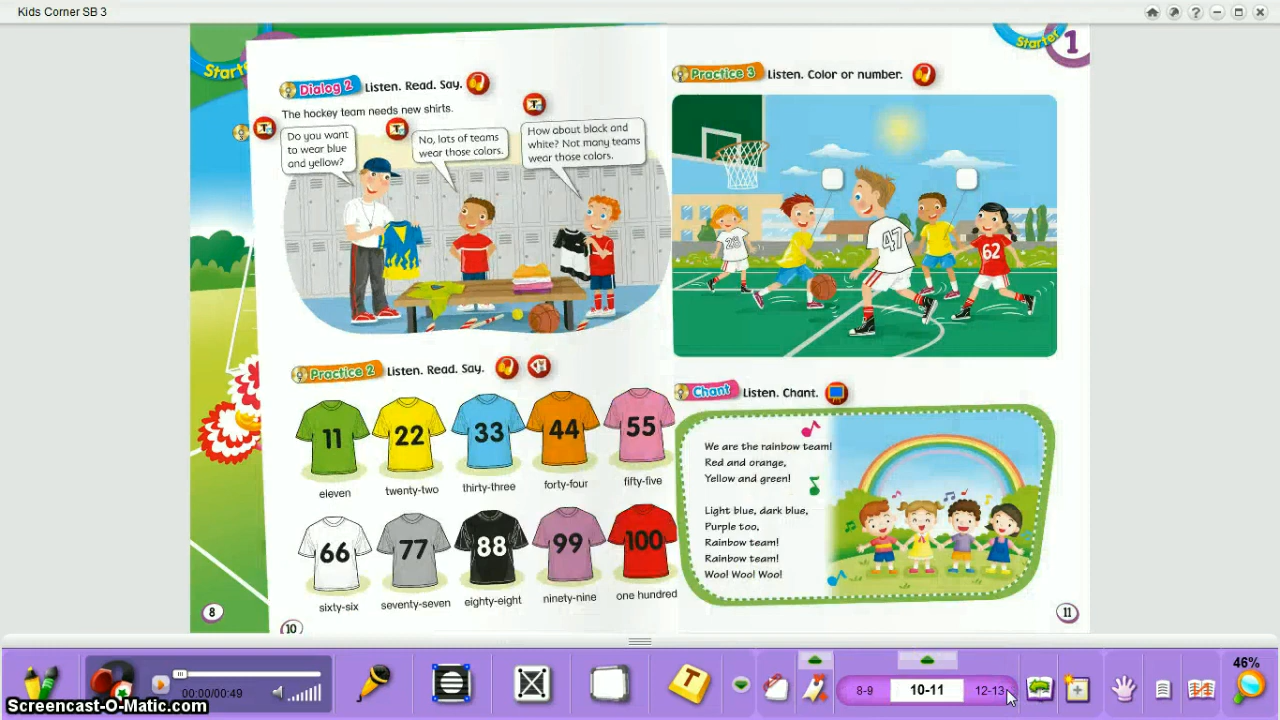 Kids Corner SB 3
Starte
Dialog 2 Listen. Read. Say.
The hockey team needs new shirts.
Do you want
to wear blue
and yellow?
No, lots of teams
wear those colors.
How about black and
white? Not many teams
wear those colors.
Practice 2 Listen. Read. Say.
11
22
33
44
55
eleven
twenty-two
thirty-three
forty-four
fifty-five
66
77
88
99
100
sixty-six
seventy-seven
eighty-eight
ninety-nine
one hundred
8
10
Starter
1
Practice 3 Listen. Color or number.
28
47
62
Chant Listen. Chant.
We are the rainbow team!
Red and orange,
Yellow and green!
Light blue, dark blue,
Purple too,
Rainbow team!
Rainbow team!
Woo! Woo! Woo!
11
00:00/00:49
T
8-9
10-11
12-13
46%
Screencast-O-Matic.com